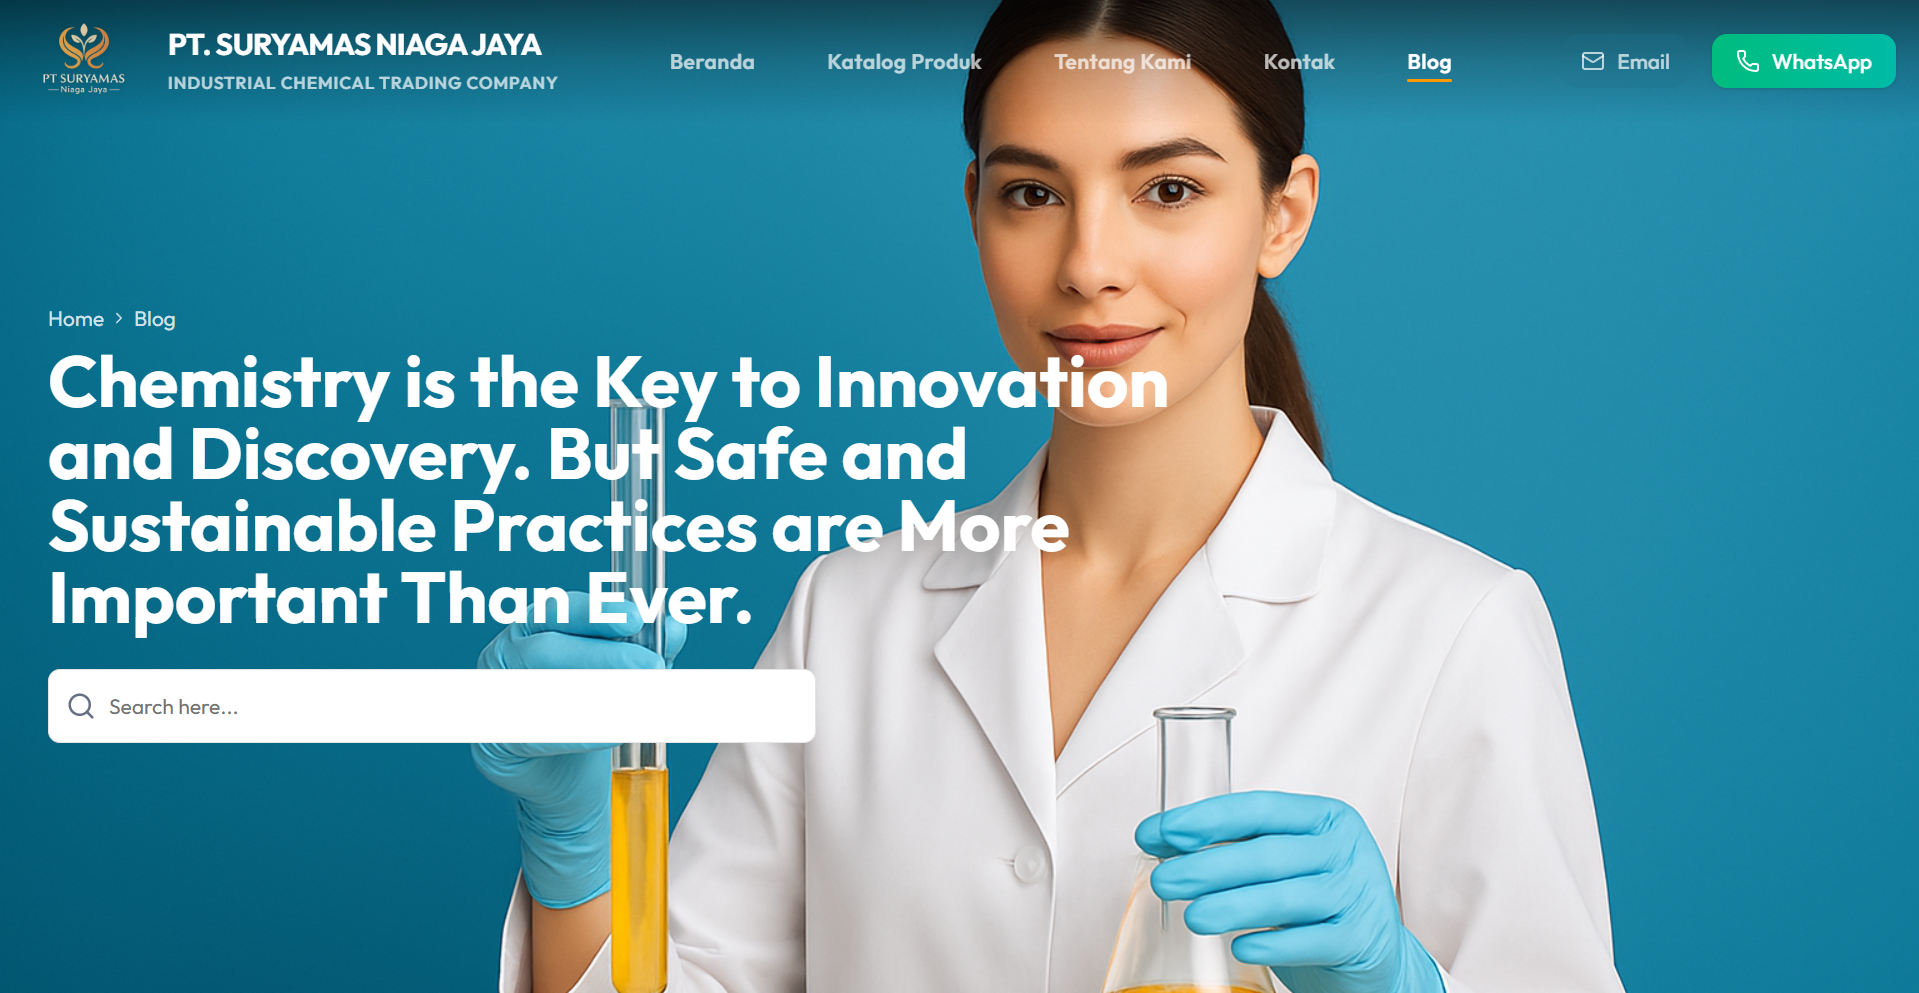 PT SURYAMAS
Niaga Jaya
PT. SURYAMAS NIAGA JAYA
INDUSTRIAL CHEMICAL TRADING COMPANY
Beranda
Katalog Produk
Tentang Kami
Kontak
Blog
Email
WhatsApp
Home > Blog
Chemistry is the Key to Innovation
and Discovery. But Safe and
Sustainable Practices are More
Important Than Ever.
Search here...